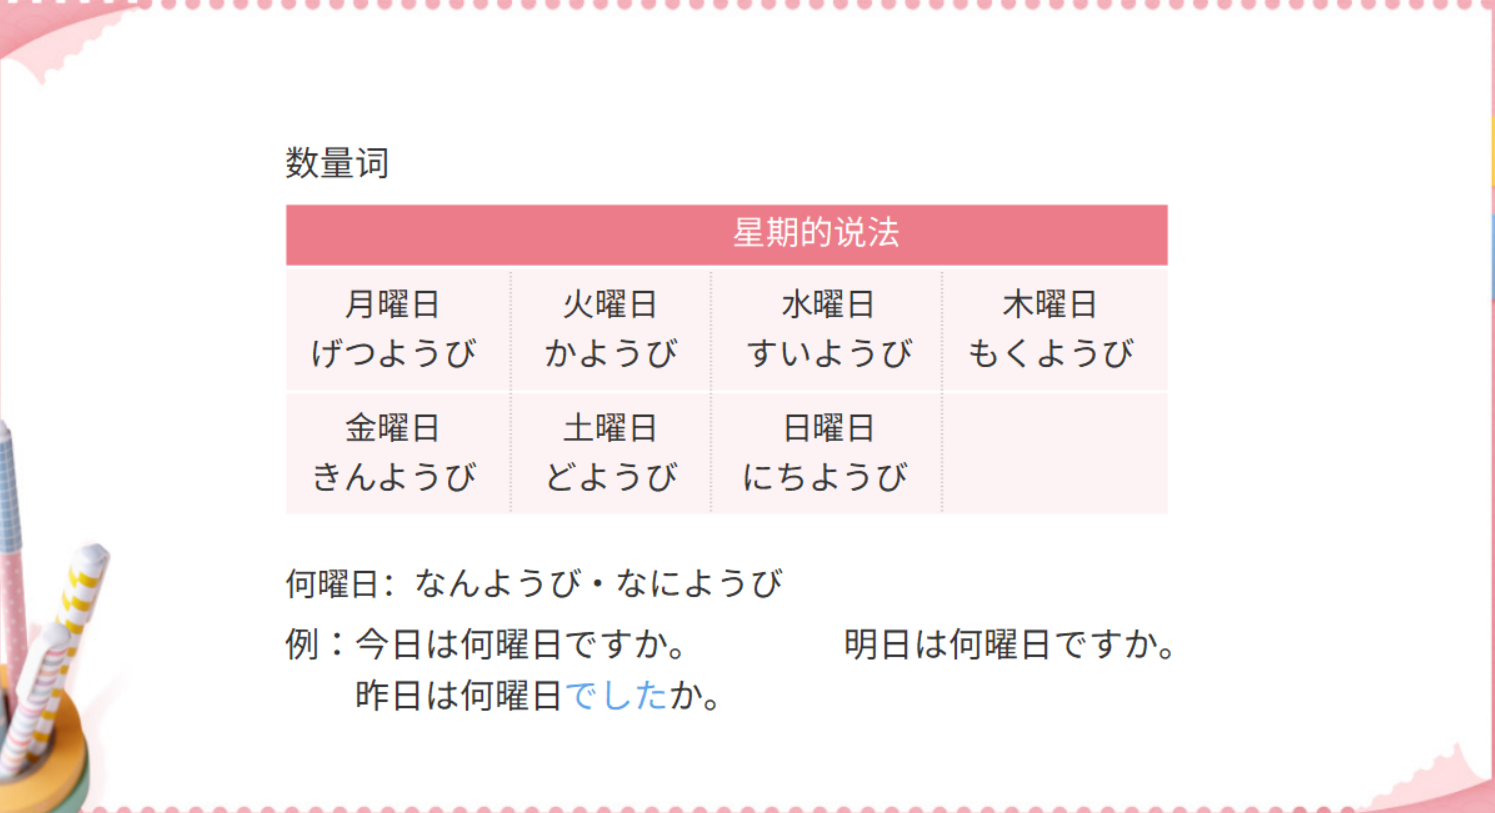 数量词
星期的说法
月曜日 火曜日 水曜日 木曜日
げつようび かようび すいようび もくようび
金曜日 土曜日 日曜日
きんようび どようび にちようび
何曜日：なんようび・なにようび
例：今日は何曜日ですか。 明日は何曜日ですか。
昨日は何曜日でしたか。